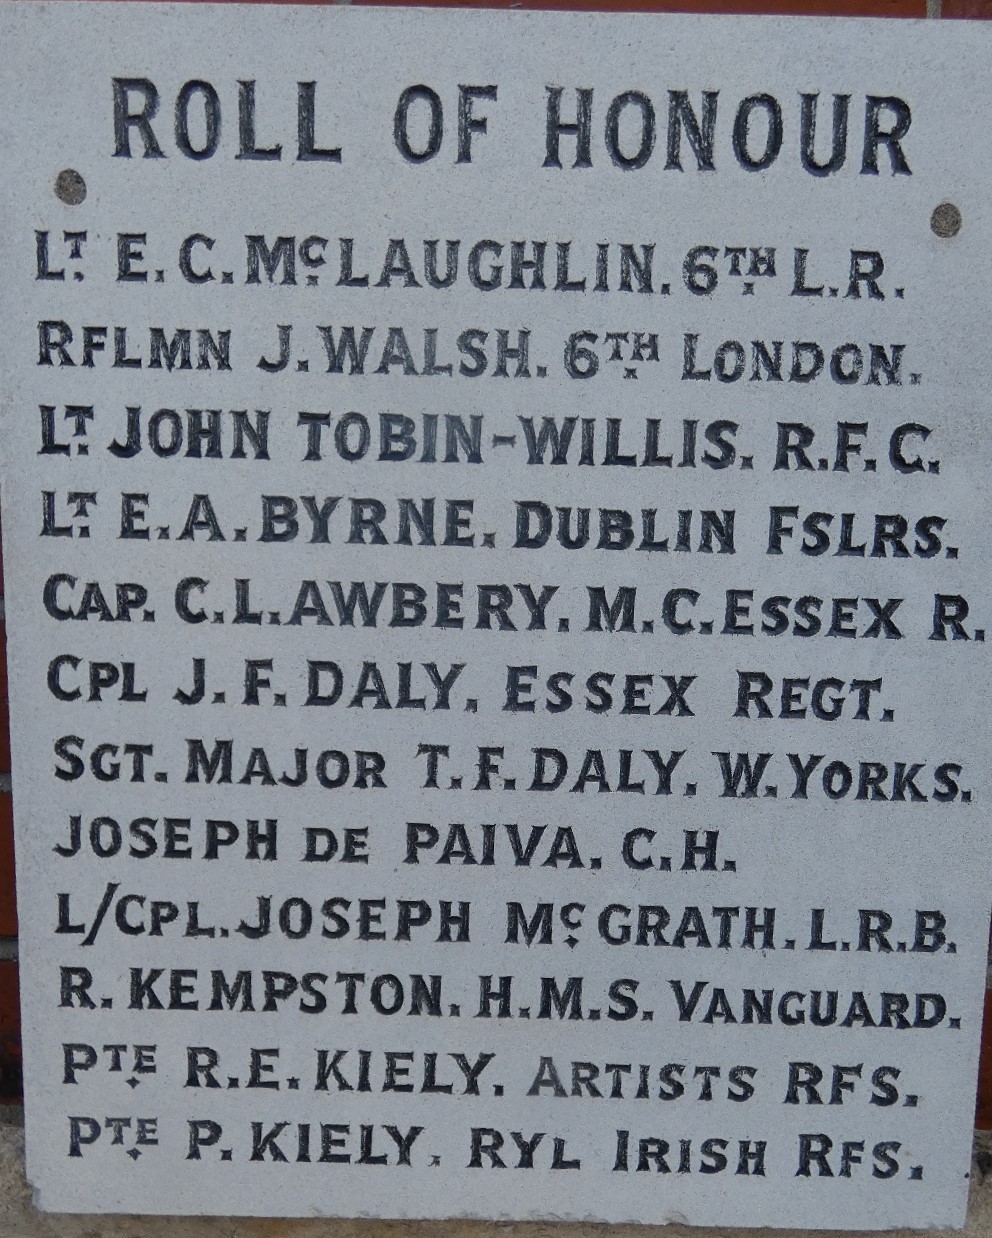 ROLL OF HONOUR
LT. E. C. McLAUGHLIN. 6TH L.R.
RFLMN J. WALSH. 6TH LONDON.
LT. JOHN TOBIN-WILLIS. R.F.C.
LT. E.A. BYRNE. DUBLIN FSLRS.
CAP. C.L. AWBERY. M.C. ESSEX R.
CPL J. F. DALY. ESSEX REGT.
SGT. MAJOR T.F. DALY. W. YORKS.
JOSEPH DE PAIVA. C.H.
L/CPL. JOSEPH McGRATH. L.R.B.
R. KEMPSTON. H.M.S. VANGUARD.
PTE R.E. KIELY. ARTISTS RFS.
PTE P. KIELY. RYL IRISH RFS.